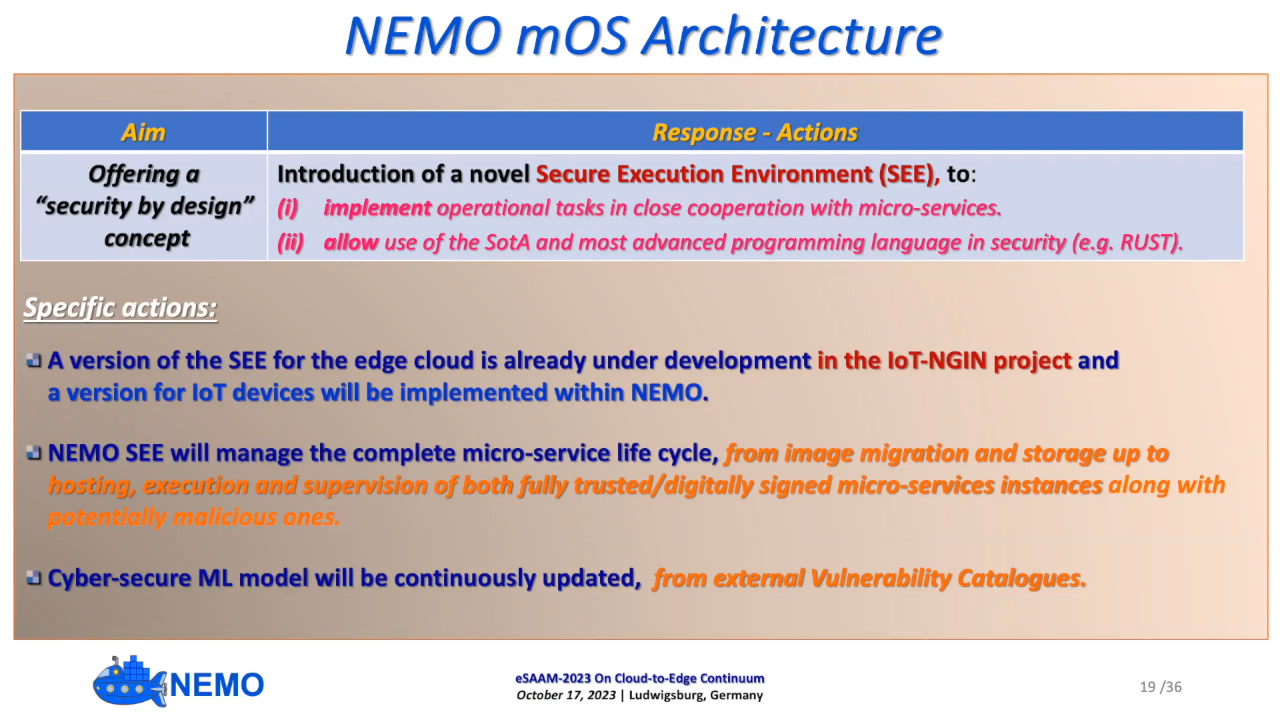 NEMO mOS Architecture
Aim
Response - Actions
Offering a
“security by design”
concept
Introduction of a novel Secure Execution Environment (SEE), to:
(i) implement operational tasks in close cooperation with micro-services.
(ii) allow use of the SotA and most advanced programming language in security (e.g. RUST).
Specific actions:
A version of the SEE for the edge cloud is already under development in the IoT-NGIN project and
a version for IoT devices will be implemented within NEMO.
NEMO SEE will manage the complete micro-service life cycle, from image migration and storage up to
hosting, execution and supervision of both fully trusted/digitally signed micro-services instances along with
potentially malicious ones.
Cyber-secure ML model will be continuously updated, from external Vulnerability Catalogues.
NEMO
eSAAM-2023 On Cloud-to-Edge Continuum
October 17, 2023 | Ludwigsburg, Germany
19 /36